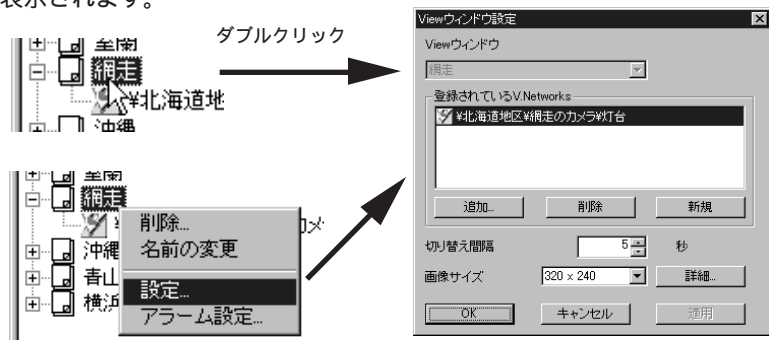 表示されます。
室蘭
網走
¥北海道地
沖縄
ダブルクリック
室蘭
網走
沖縄
青山
横浜
削除...
名前の変更
設定...
アラーム設定...
Viewウィンドウ設定
Viewウィンドウ
網走
登録されているV.Networks
¥北海道地区¥網走のカメラ¥灯台
追加... 削除 新規
切り替え間隔 5 秒
画像サイズ 320 x 240 詳細...
OK キャンセル 適用